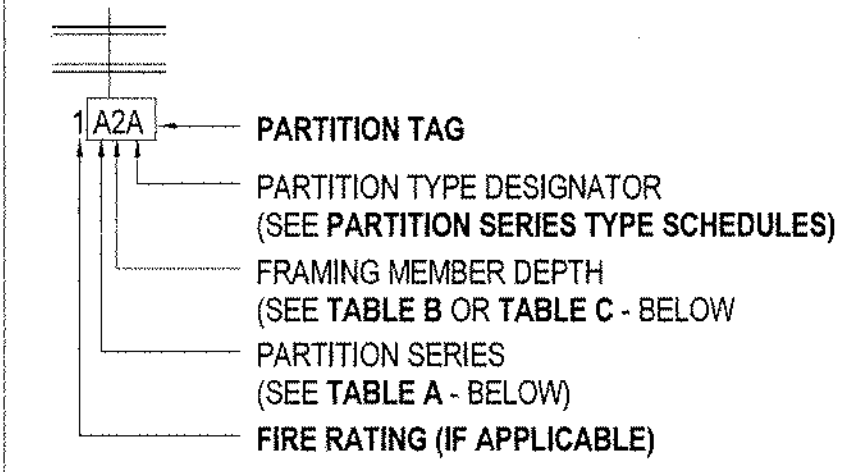 1 A2A PARTITION TAG
PARTITION TYPE DESIGNATOR
(SEE PARTITION SERIES TYPE SCHEDULES)
FRAMING MEMBER DEPTH
(SEE TABLE B OR TABLE C - BELOW
PARTITION SERIES
(SEE TABLE A - BELOW)
FIRE RATING (IF APPLICABLE)